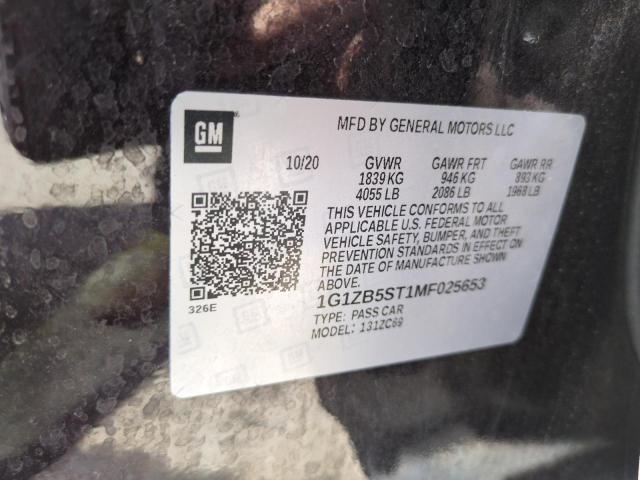 GM
MFD BY GENERAL MOTORS LLC
10/20 GVWR GAWR FRT GAWR RR
1839 KG 946 KG 893 KG
4055 LB 2086 LB 1968 LB
THIS VEHICLE CONFORMS TO ALL
APPLICABLE U.S. FEDERAL MOTOR
VEHICLE SAFETY, BUMPER, AND THEFT
PREVENTION STANDARDS IN EFFECT ON
THE DATE OF MANUFACTURE SHOWN
ABOVE.
326E
1G1ZB5ST1MF025653
TYPE: PASS CAR
MODEL: 131ZC69